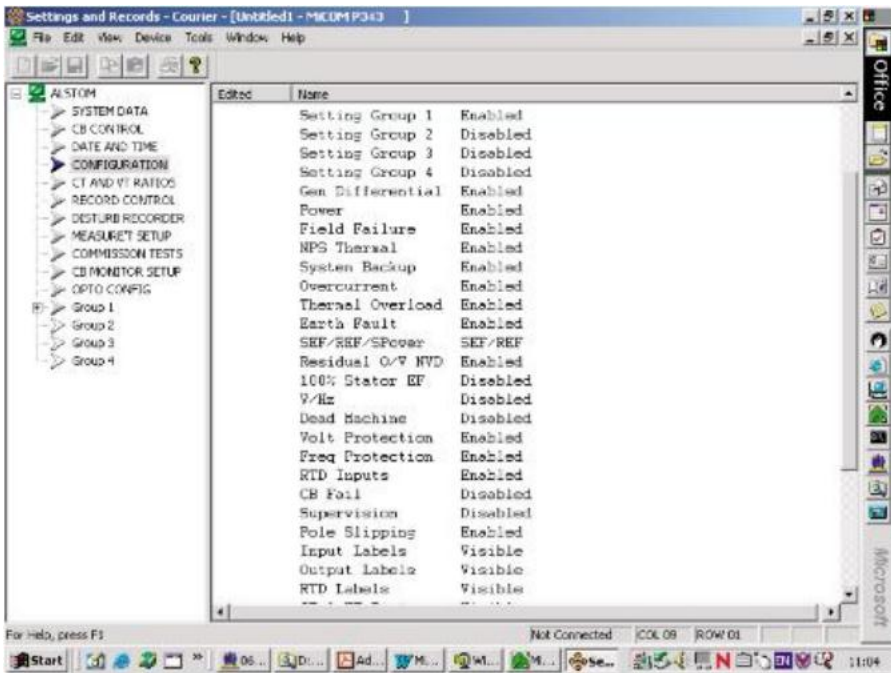 Settings and Records - Courier - [Untitled1 - MiCOM P343 ]
File Edit View Device Tools Window Help
ALSTOM
SYSTEM DATA
CB CONTROL
DATE AND TIME
CONFIGURATION
CT AND VT RATIOS
RECORD CONTROL
DISTURB RECORDER
MEASURE'T SETUP
COMMISSION TESTS
CB MONITOR SETUP
OPTO CONFIG
Group 1
Group 2
Group 3
Group 4
Edited Name
Setting Group 1 Enabled
Setting Group 2 Disabled
Setting Group 3 Disabled
Setting Group 4 Disabled
Gen Differential Enabled
Power Enabled
Field Failure Enabled
NPS Thermal Enabled
System Backup Enabled
Overcurrent Enabled
Thermal Overload Enabled
Earth Fault Enabled
SEF/REF/SPower SEF/REF
Residual O/V NVD Enabled
100% Stator EF Disabled
V/Hz Disabled
Dead Machine Disabled
Volt Protection Enabled
Freq Protection Enabled
RTD Inputs Enabled
CB Fail Disabled
Supervision Disabled
Pole Slipping Enabled
Input Labels Visible
Output Labels Visible
RTD Labels Visible
Office
Microsoft
For Help, press F1
Not Connected COL 09 ROW 01
Start 06 ... D:... Ad... M... Wi... M... Se... EN 11:04